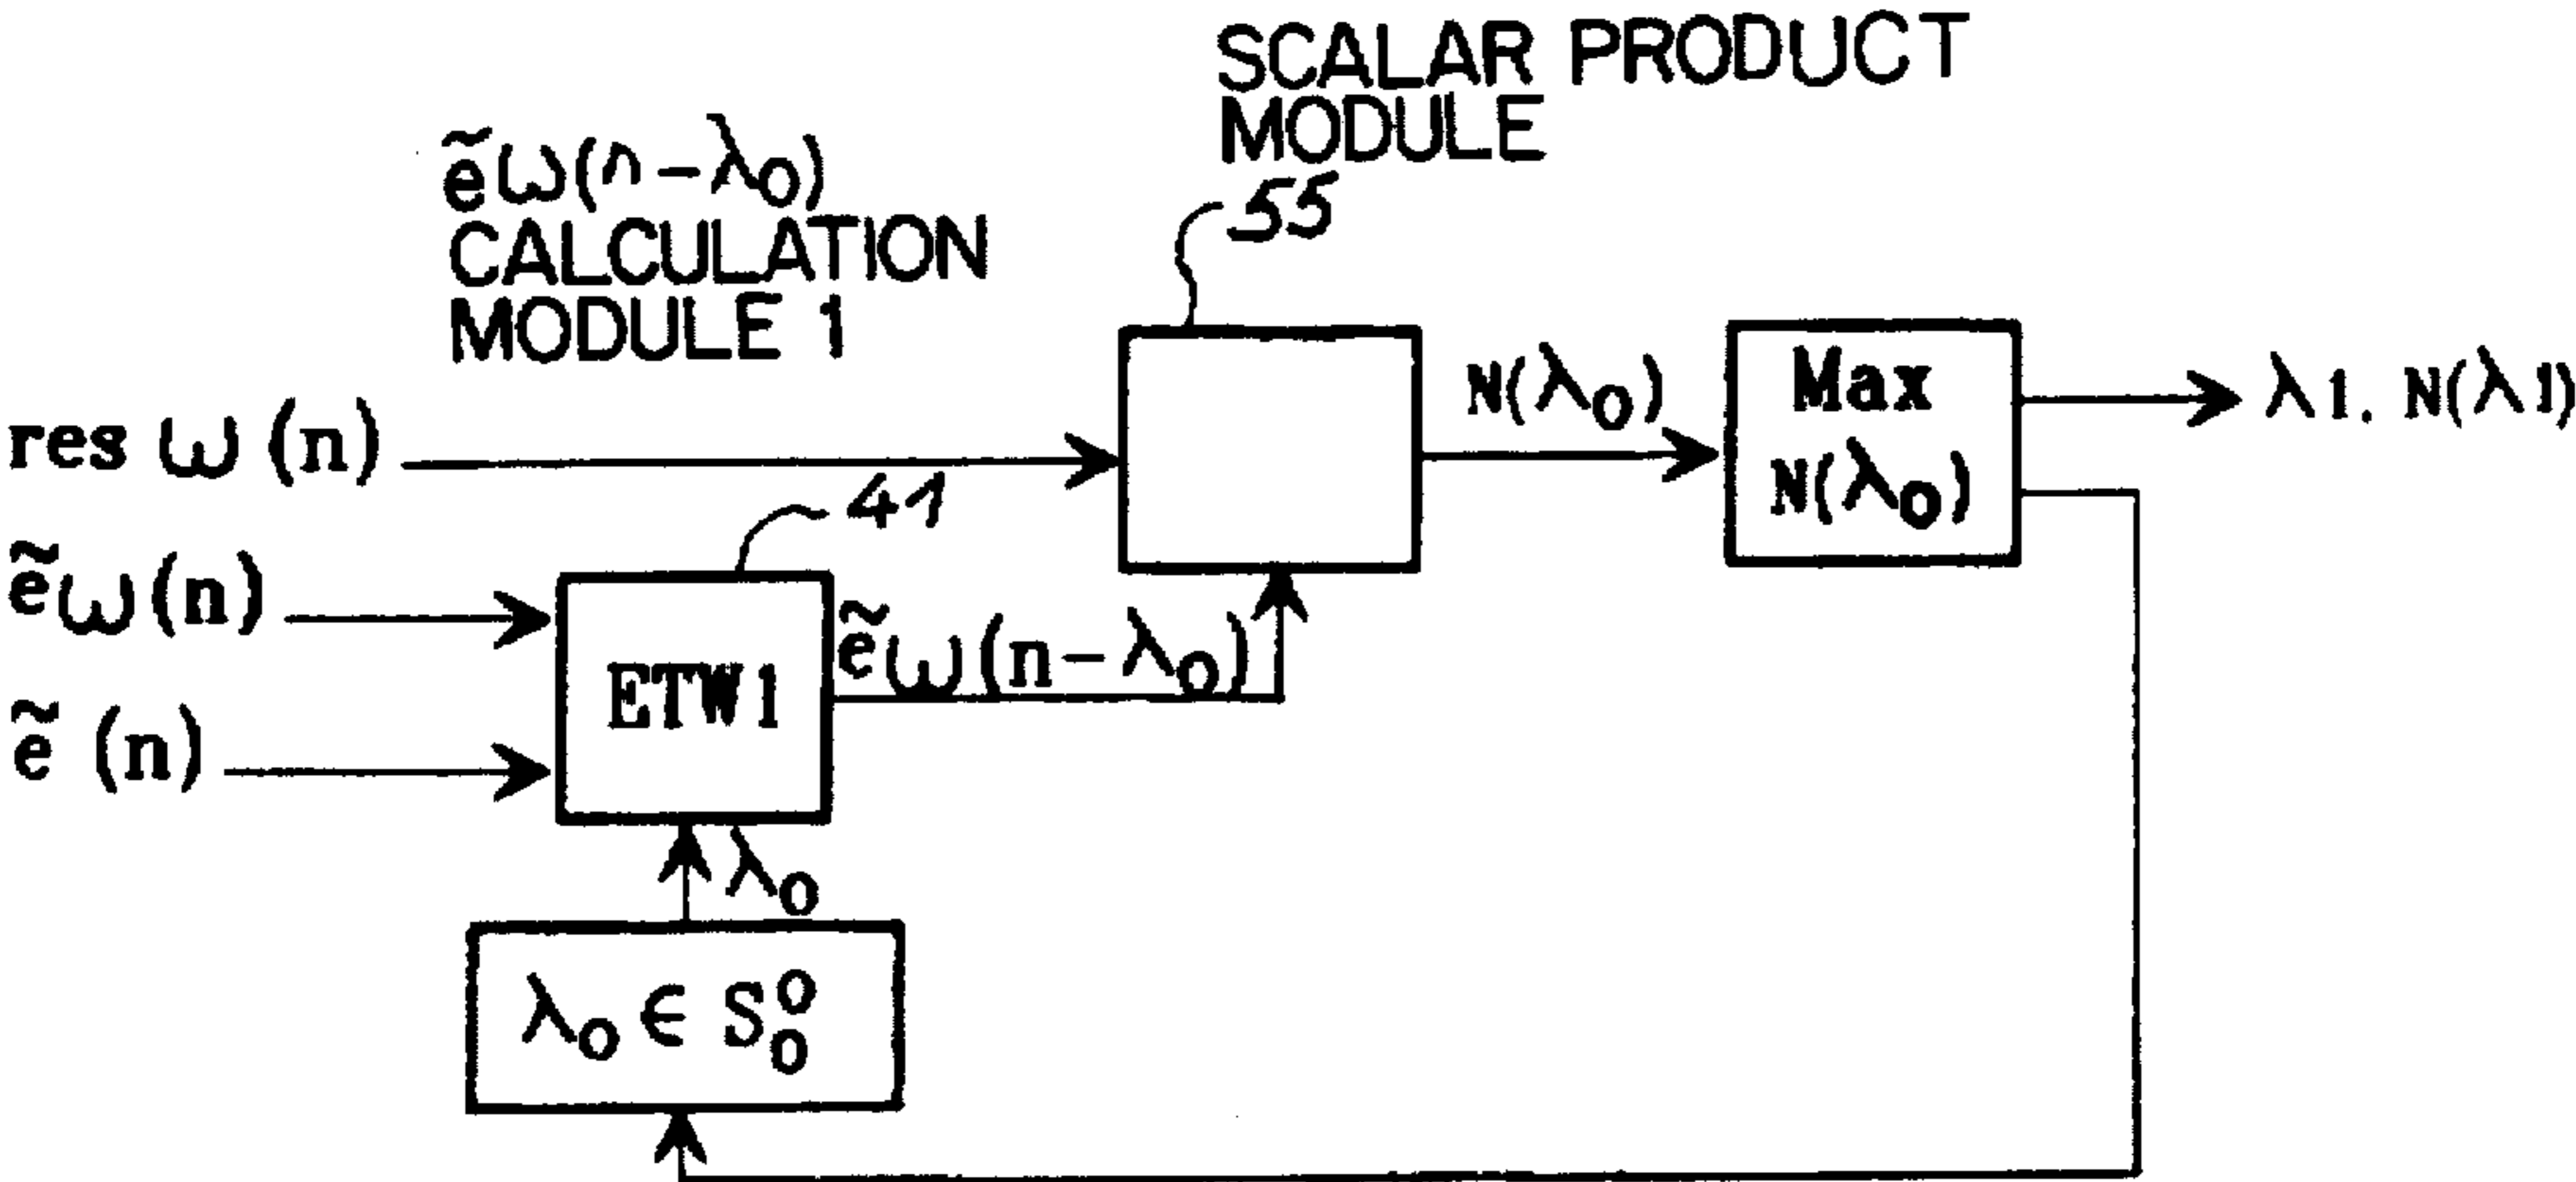 SCALAR PRODUCT
MODULE
55
ẽω(n-λ₀)
CALCULATION
MODULE 1
res ω (n)
N(λ₀)
Max
N(λ₀)
λ1. N(λ1)
41
ẽω(n)
ETW1
ẽω(n-λ₀)
ẽ (n)
λ₀
λ₀ ∈ S₀⁰